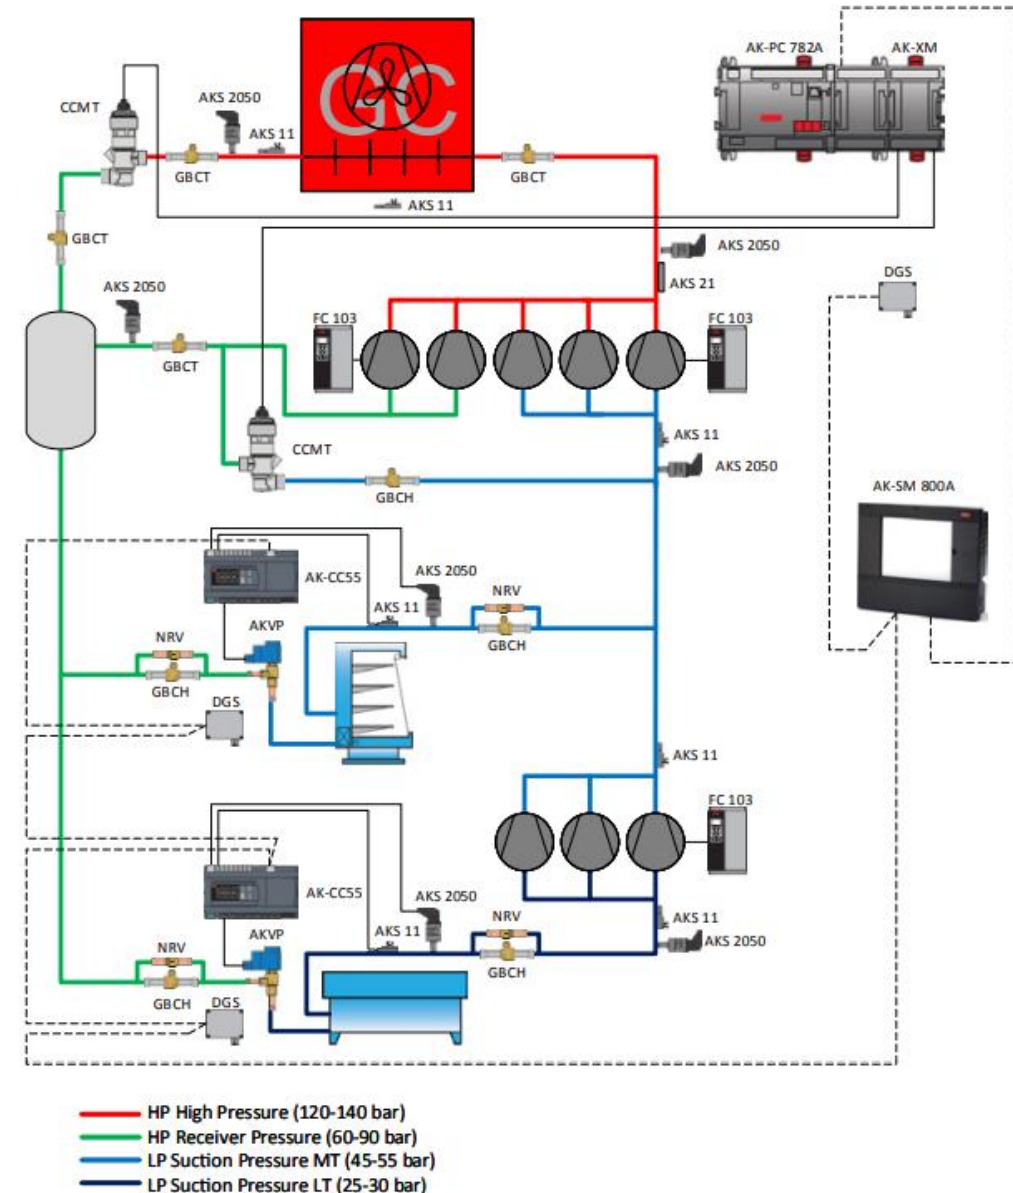 AK-PC 782A
AK-XM
CCMT
AKS 2050
AKS 11
GC
GBCT
GBCT
AKS 11
GBCT
AKS 2050
AKS 21
DGS
AKS 2050
FC 103
FC 103
GBCT
AKS 11
CCMT
AKS 2050
GBCH
AK-SM 800A
AK-CC55
AKS 2050
NRV
AKS 11
NRV
AKVP
GBCH
GBCH
DGS
AKS 11
FC 103
AK-CC55
AKS 2050
NRV
AKS 11
AKVP
AKS 11
AKS 2050
NRV
GBCH
GBCH
DGS
HP High Pressure (120-140 bar)
HP Receiver Pressure (60-90 bar)
LP Suction Pressure MT (45-55 bar)
LP Suction Pressure LT (25-30 bar)